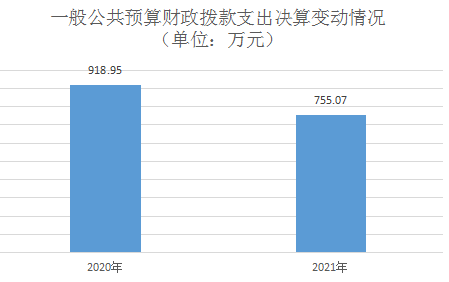 一般公共预算财政拨款支出决算变动情况
（单位：万元）
918.95
755.07
2020年
2021年